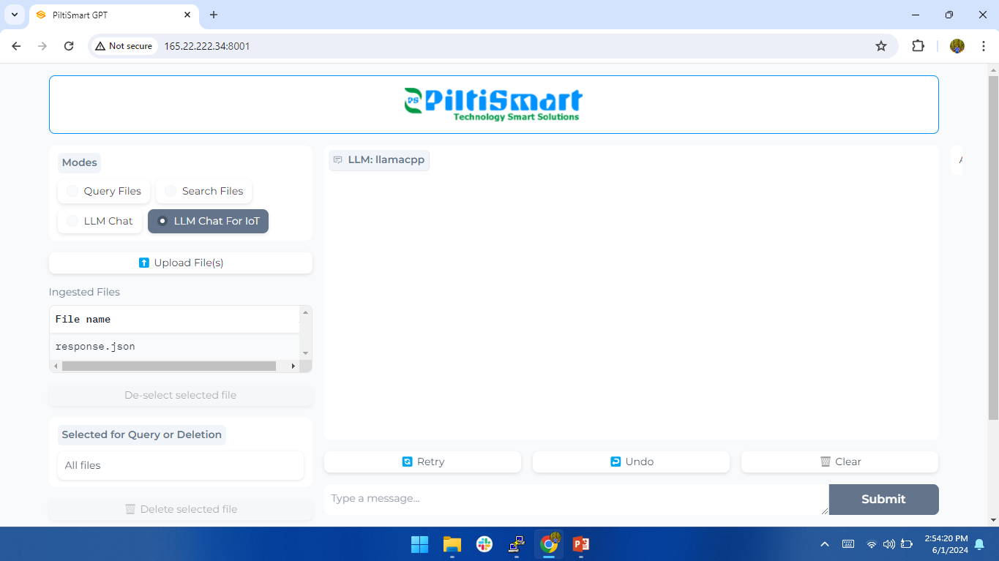 PiltiSmart GPT
Not secure
165.22.222.34:8001
PS PiltiSmart
Technology Smart Solutions
Modes
Query Files
Search Files
LLM Chat
LLM Chat For IoT
Upload File(s)
Ingested Files
File name
response.json
De-select selected file
Selected for Query or Deletion
All files
Delete selected file
LLM: llamacpp
Retry
Undo
Clear
Type a message...
Submit
2:54:20 PM
6/1/2024